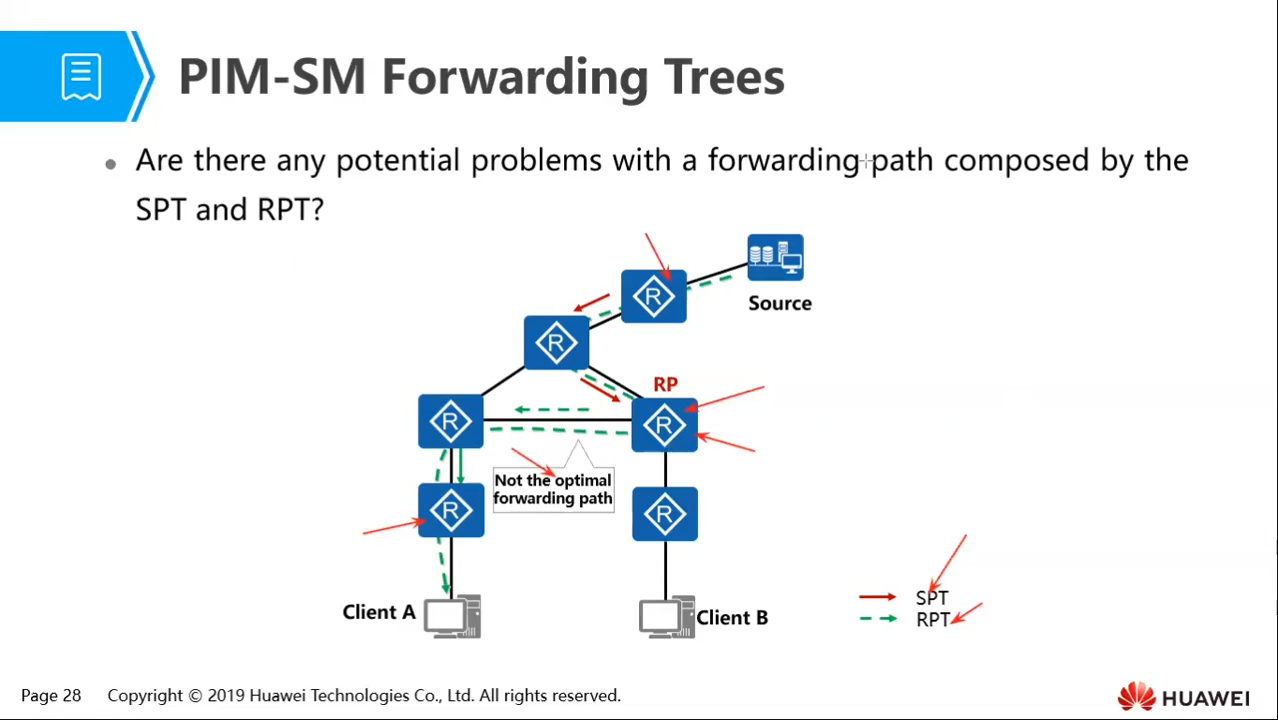 PIM-SM Forwarding Trees
Are there any potential problems with a forwarding path composed by the
SPT and RPT?
R
Source
R
RP
R
R
Not the optimal
forwarding path
R
R
Client A
Client B
SPT
RPT
Page 28
Copyright © 2019 Huawei Technologies Co., Ltd. All rights reserved.
HUAWEI